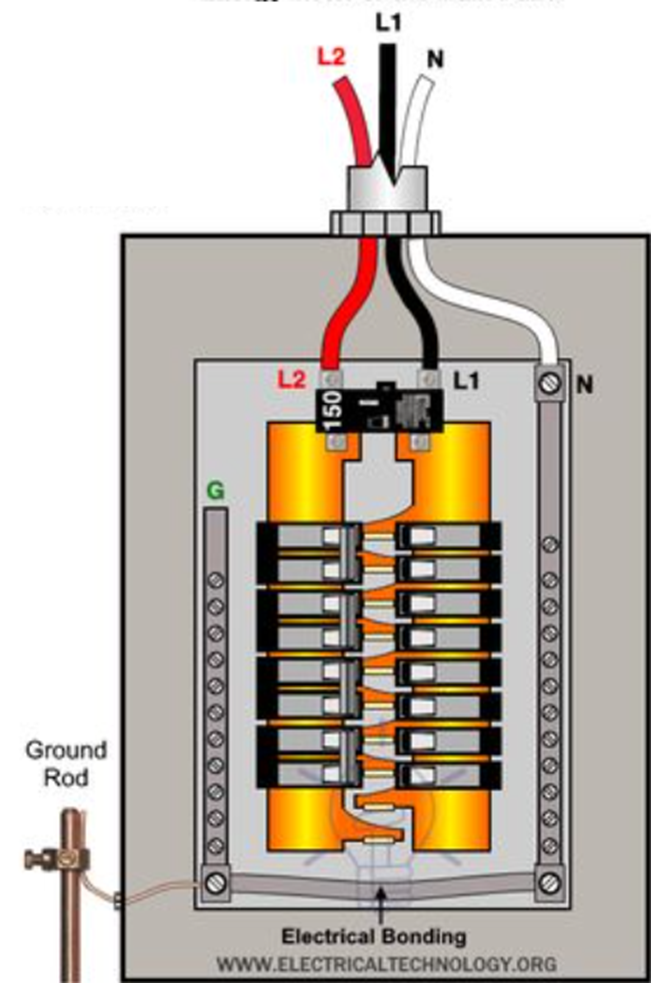 L1
L2
N
L2
L1
N
150
G
Ground
Rod
Electrical Bonding
WWW.ELECTRICALTECHNOLOGY.ORG